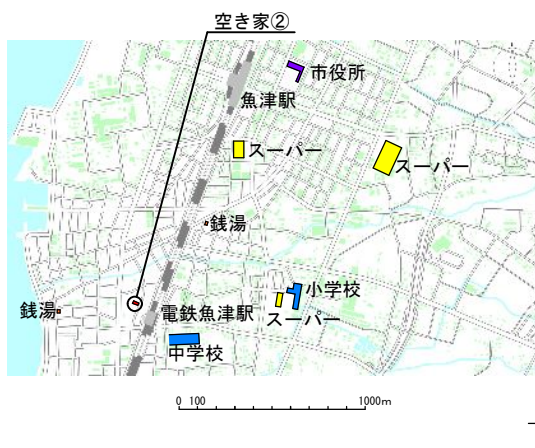 空き家②
市役所
魚津駅
スーパー
スーパー
銭湯
小学校
銭湯
電鉄魚津駅
スーパー
中学校
0 100 1000m